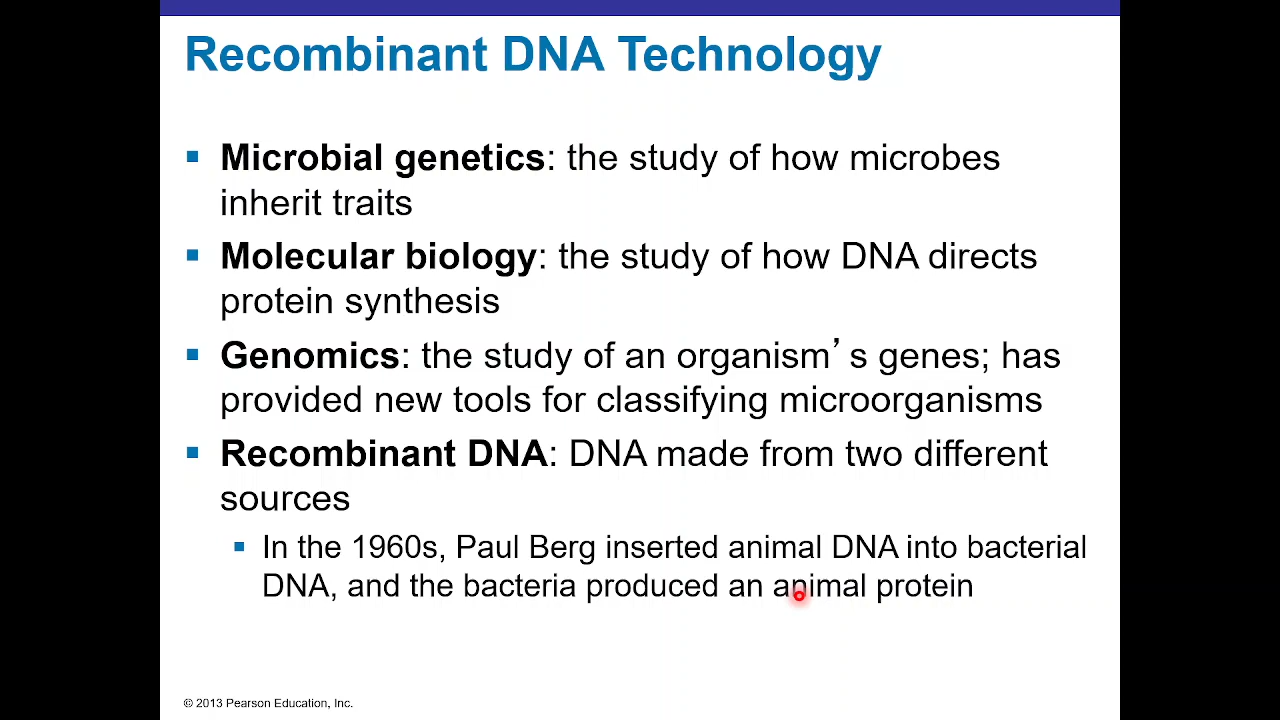 Recombinant DNA Technology
▪ Microbial genetics: the study of how microbes
inherit traits
▪ Molecular biology: the study of how DNA directs
protein synthesis
▪ Genomics: the study of an organism’s genes; has
provided new tools for classifying microorganisms
▪ Recombinant DNA: DNA made from two different
sources
▪ In the 1960s, Paul Berg inserted animal DNA into bacterial
DNA, and the bacteria produced an animal protein
© 2013 Pearson Education, Inc.